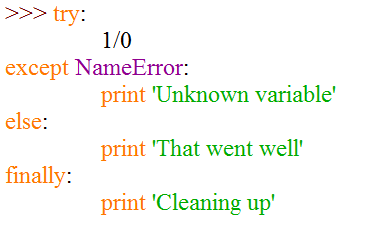 >>> try:
1/0
except NameError:
print 'Unknown variable'
else:
print 'That went well'
finally:
print 'Cleaning up'